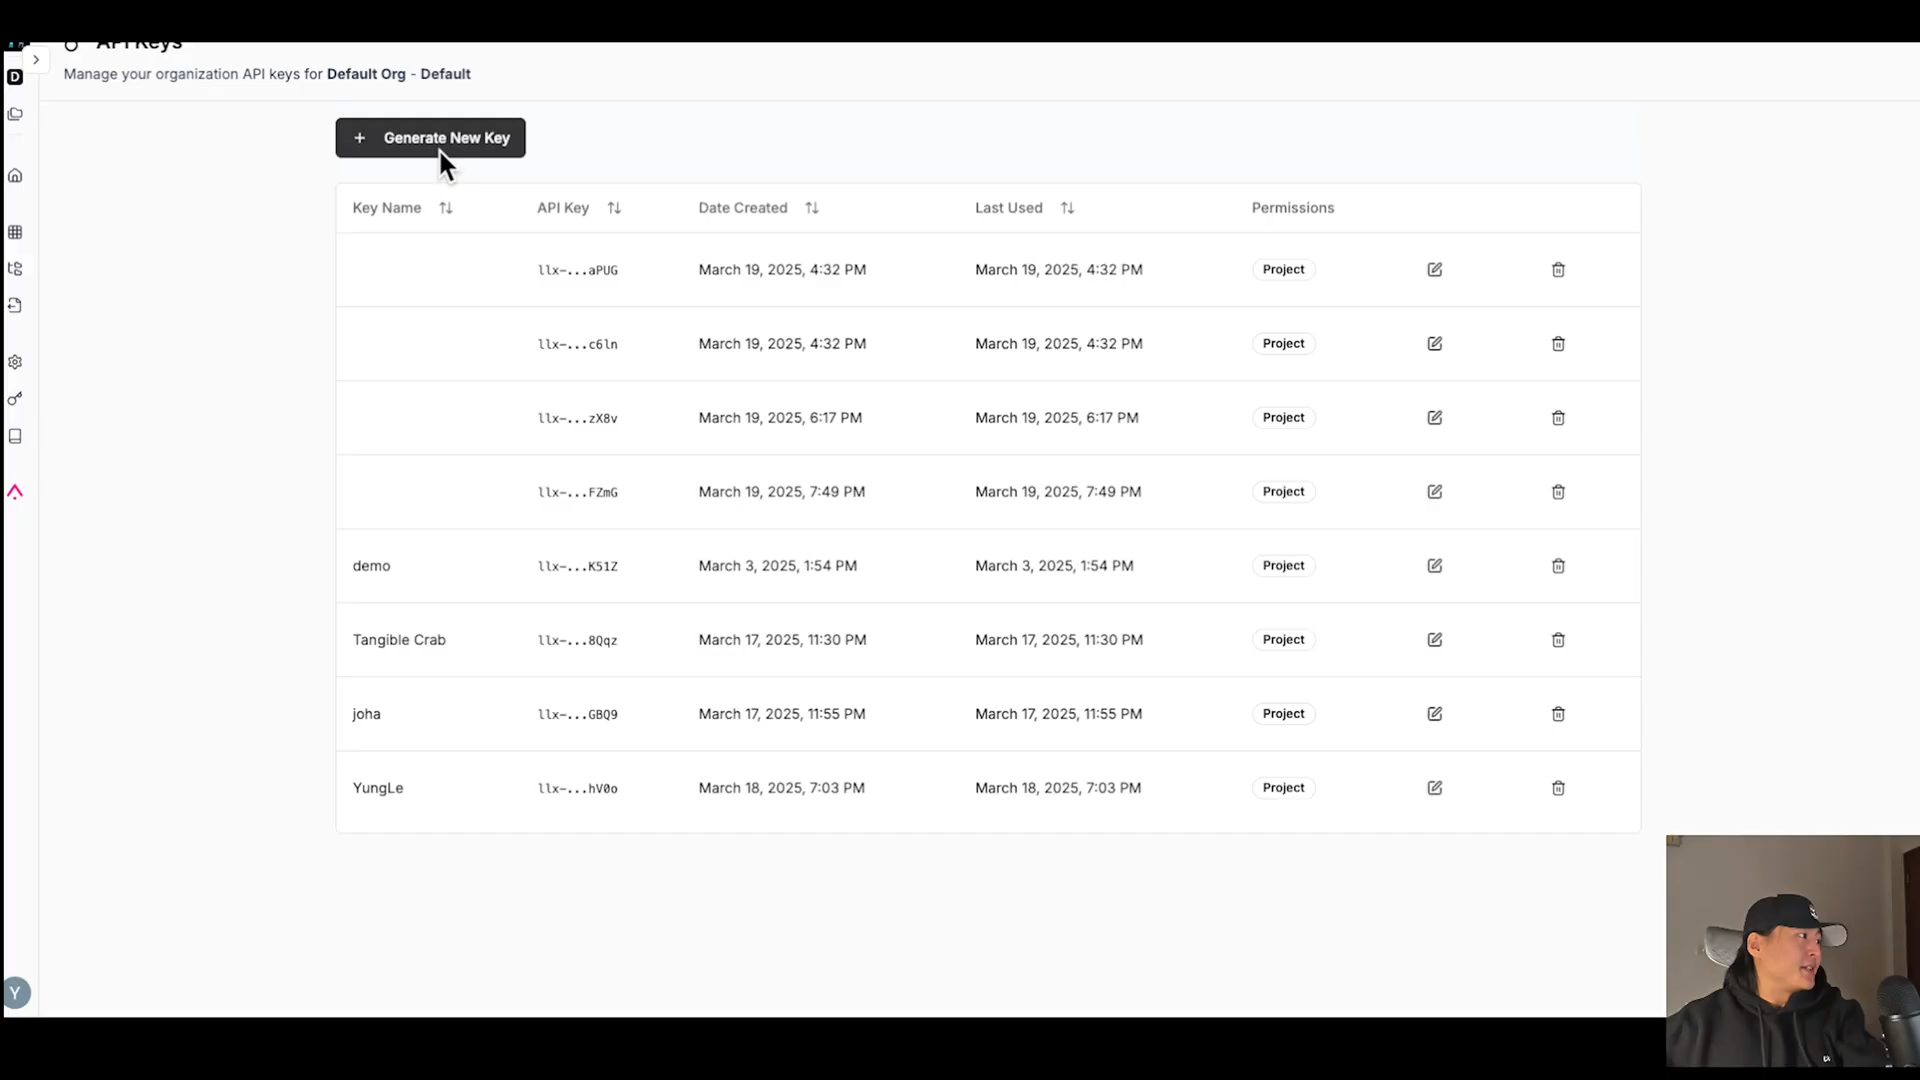 API Keys
Manage your organization API keys for Default Org - Default
D
+ Generate New Key
Key Name API Key Date Created Last Used Permissions
llx-...aPUG March 19, 2025, 4:32 PM March 19, 2025, 4:32 PM Project
llx-...c6ln March 19, 2025, 4:32 PM March 19, 2025, 4:32 PM Project
llx-...zX8v March 19, 2025, 6:17 PM March 19, 2025, 6:17 PM Project
llx-...FZmG March 19, 2025, 7:49 PM March 19, 2025, 7:49 PM Project
demo llx-...K51Z March 3, 2025, 1:54 PM March 3, 2025, 1:54 PM Project
Tangible Crab llx-...8Qqz March 17, 2025, 11:30 PM March 17, 2025, 11:30 PM Project
joha llx-...GBQ9 March 17, 2025, 11:55 PM March 17, 2025, 11:55 PM Project
YungLe llx-...hV0o March 18, 2025, 7:03 PM March 18, 2025, 7:03 PM Project
Y